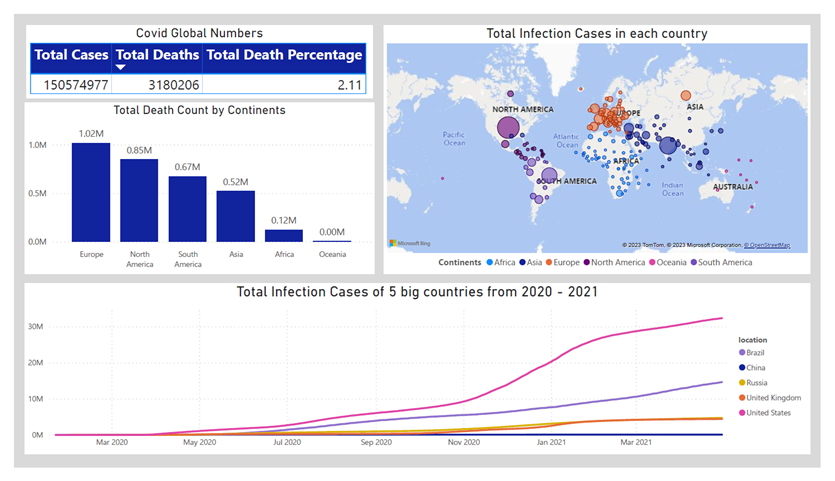 Covid Global Numbers
Total Cases Total Deaths Total Death Percentage
150574977 3180206 2.11
Total Death Count by Continents
1.0M
0.5M
0.0M
1.02M
0.85M
0.67M
0.52M
0.12M
0.00M
Europe
North
America
South
America
Asia
Africa
Oceania
Total Infection Cases in each country
NORTH AMERICA
EUROPE
ASIA
Pacific
Ocean
Atlantic
Ocean
AFRICA
SOUTH AMERICA
Indian
Ocean
AUSTRALIA
Microsoft Bing
© 2023 TomTom, © 2023 Microsoft Corporation, © OpenStreetMap
Continents Africa Asia Europe North America Oceania South America
Total Infection Cases of 5 big countries from 2020 - 2021
30M
20M
10M
0M
Mar 2020 May 2020 Jul 2020 Sep 2020 Nov 2020 Jan 2021 Mar 2021
location
Brazil
China
Russia
United Kingdom
United States